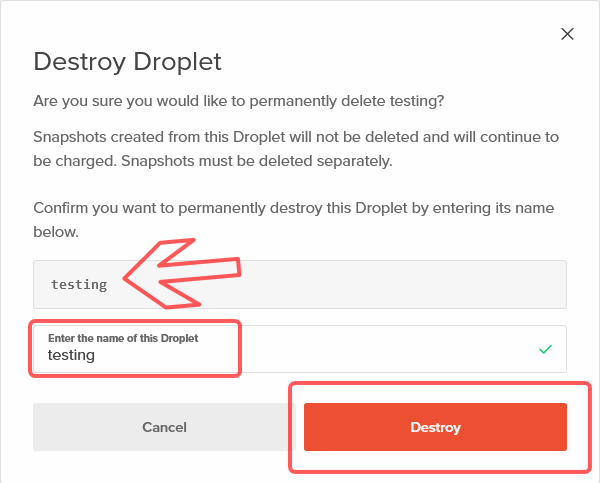 Destroy Droplet
Are you sure you would like to permanently delete testing?
Snapshots created from this Droplet will not be deleted and will continue to
be charged. Snapshots must be deleted separately.
Confirm you want to permanently destroy this Droplet by entering its name
below.
testing
Enter the name of this Droplet
testing
Cancel
Destroy